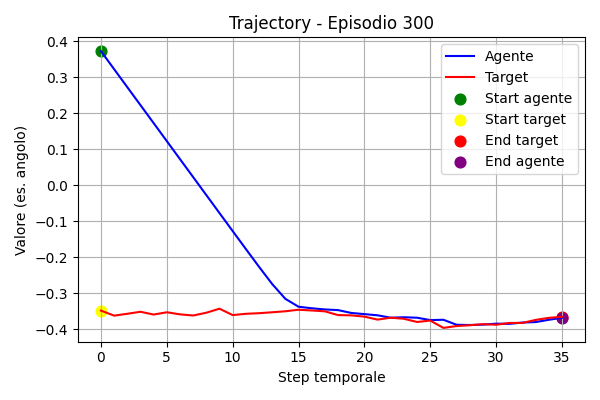 Trajectory - Episodio 300
Valore (es. angolo)
0.4
0.3
0.2
0.1
0.0
−0.1
−0.2
−0.3
−0.4
Agente
Target
Start agente
Start target
End target
End agente
0 5 10 15 20 25 30 35
Step temporale